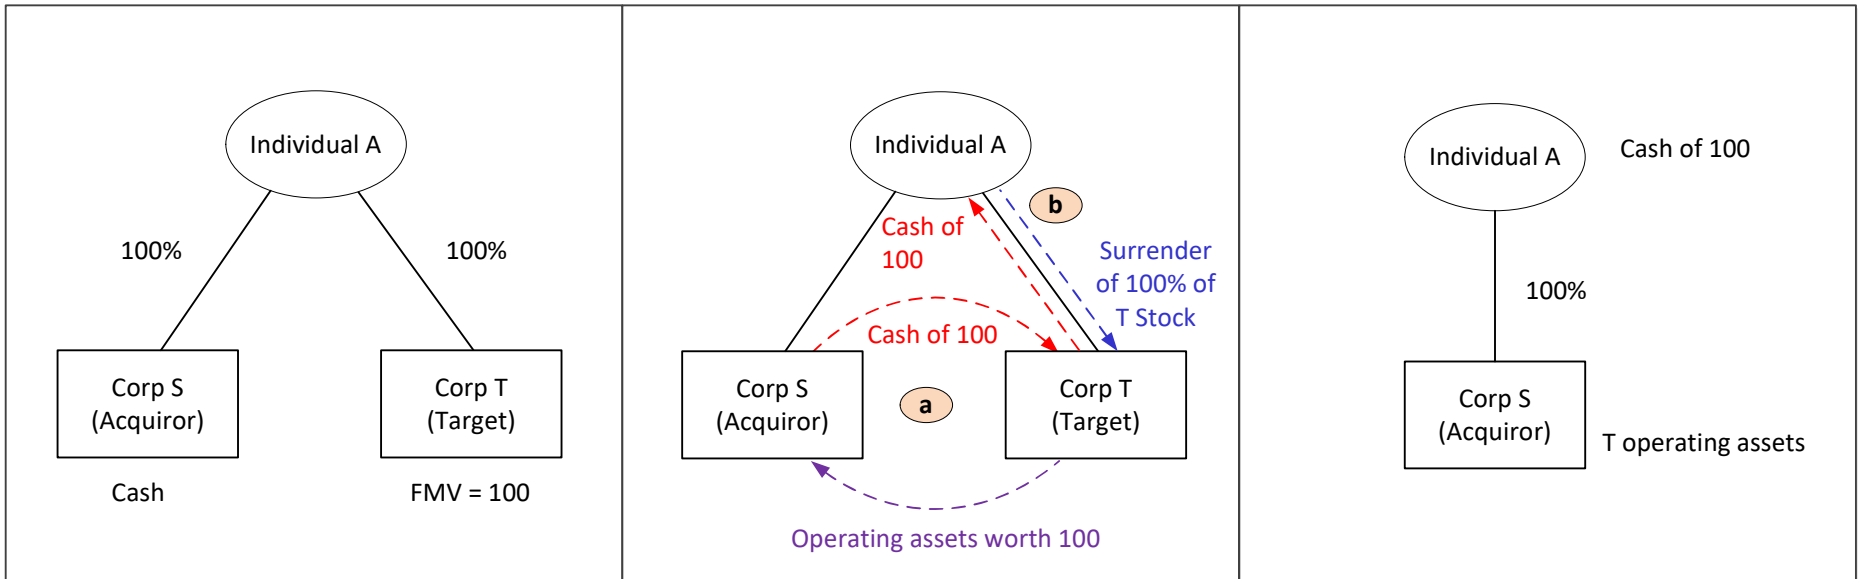 Individual A
100%
100%
Corp S
(Acquiror)
Corp T
(Target)
Cash
FMV = 100
Individual A
b
Cash of
100
Surrender
of 100% of
T Stock
Cash of 100
Corp S
(Acquiror)
a
Corp T
(Target)
Operating assets worth 100
Individual A
Cash of 100
100%
Corp S
(Acquiror)
T operating assets